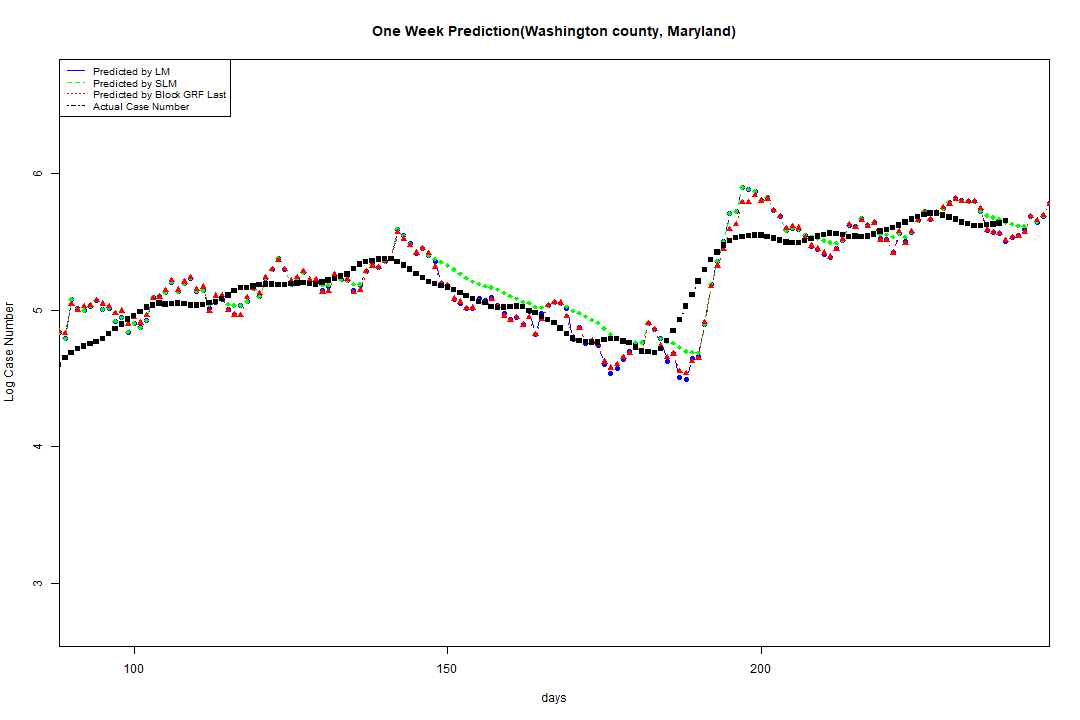 One Week Prediction(Washington county, Maryland)
Predicted by LM
Predicted by SLM
Predicted by Block GRF Last
Actual Case Number
6
5
4
3
Log Case Number
100 150 200
days